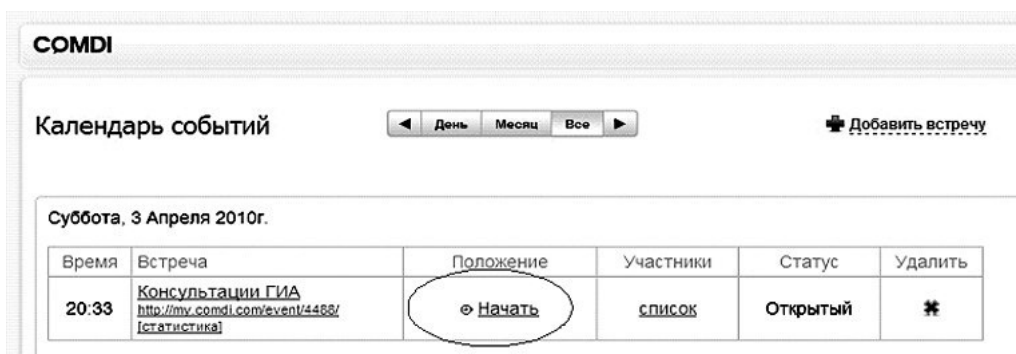 COMDI
Календарь событий
День Месяц Все
Добавить встречу
Суббота, 3 Апреля 2010г.
Время Встреча Положение Участники Статус Удалить
20:33 Консультации ГИА Начать список Открытый
http://my.comdi.com/event/4488/
[статистика]